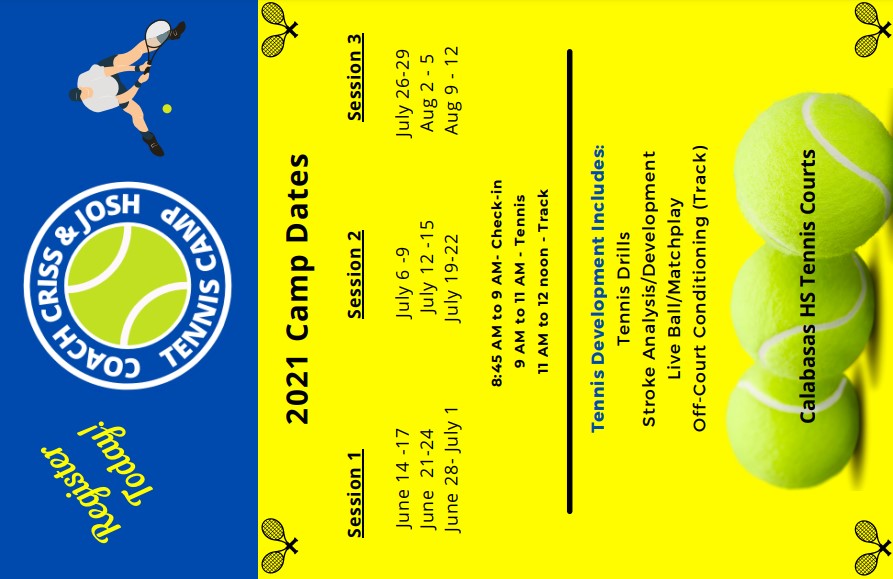 Register
Today!
COACH CRISS & JOSH
TENNIS CAMP
2021 Camp Dates
Session 1
Session 2
Session 3
June 14 -17
July 6 -9
July 26-29
June 21-24
July 12 -15
Aug 2 - 5
June 28- July 1
July 19-22
Aug 9 - 12
8:45 AM to 9 AM- Check-in
9 AM to 11 AM - Tennis
11 AM to 12 noon - Track
Tennis Development Includes:
Tennis Drills
Stroke Analysis/Development
Live Ball/Matchplay
Off-Court Conditioning (Track)
Calabasas HS Tennis Courts